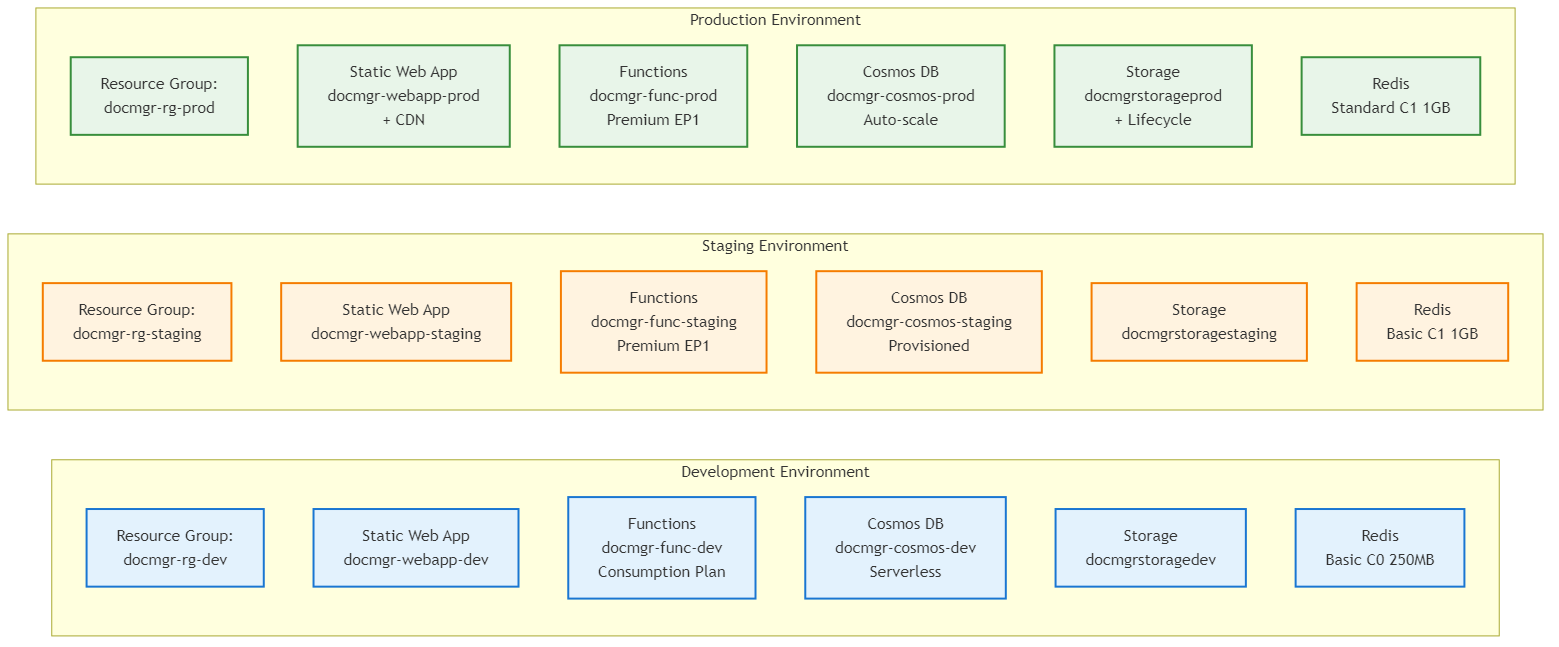 Production Environment
Resource Group:
docmgr-rg-prod
Static Web App
docmgr-webapp-prod
+ CDN
Functions
docmgr-func-prod
Premium EP1
Cosmos DB
docmgr-cosmos-prod
Auto-scale
Storage
docmgrstorageprod
+ Lifecycle
Redis
Standard C1 1GB
Staging Environment
Resource Group:
docmgr-rg-staging
Static Web App
docmgr-webapp-staging
Functions
docmgr-func-staging
Premium EP1
Cosmos DB
docmgr-cosmos-staging
Provisioned
Storage
docmgrstoragestaging
Redis
Basic C1 1GB
Development Environment
Resource Group:
docmgr-rg-dev
Static Web App
docmgr-webapp-dev
Functions
docmgr-func-dev
Consumption Plan
Cosmos DB
docmgr-cosmos-dev
Serverless
Storage
docmgrstoragedev
Redis
Basic C0 250MB